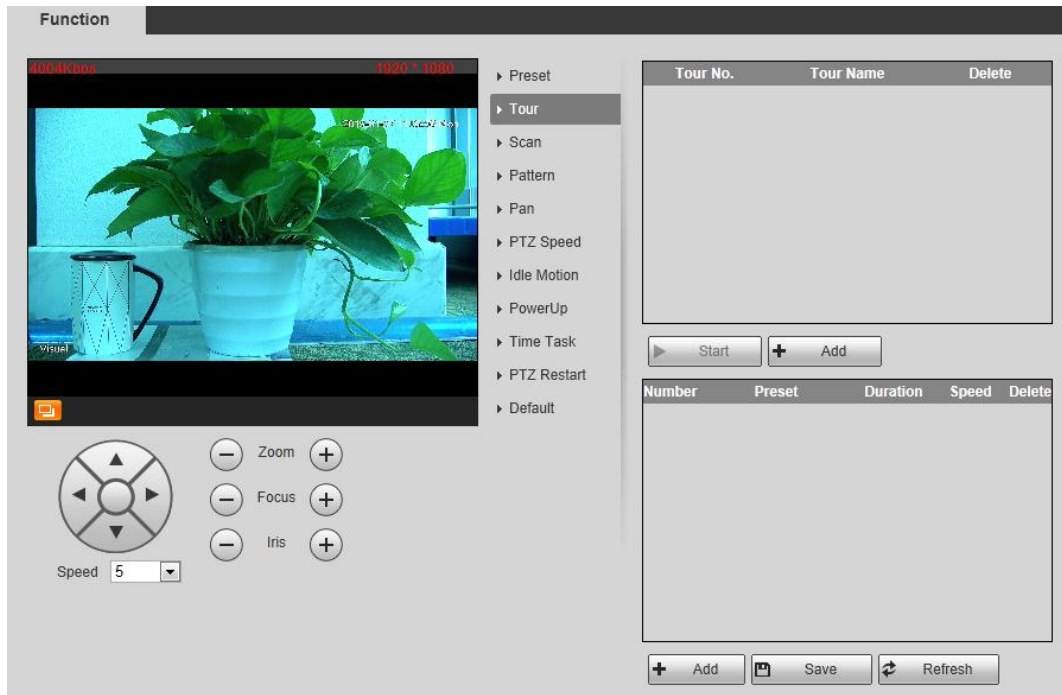 Function
4004Kbps 1920 * 1080
Visuel
Preset
Tour
Scan
Pattern
Pan
PTZ Speed
Idle Motion
PowerUp
Time Task
PTZ Restart
Default
Zoom
Focus
Iris
Speed 5
Tour No. Tour Name Delete
Start Add
Number Preset Duration Speed Delete
Add Save Refresh